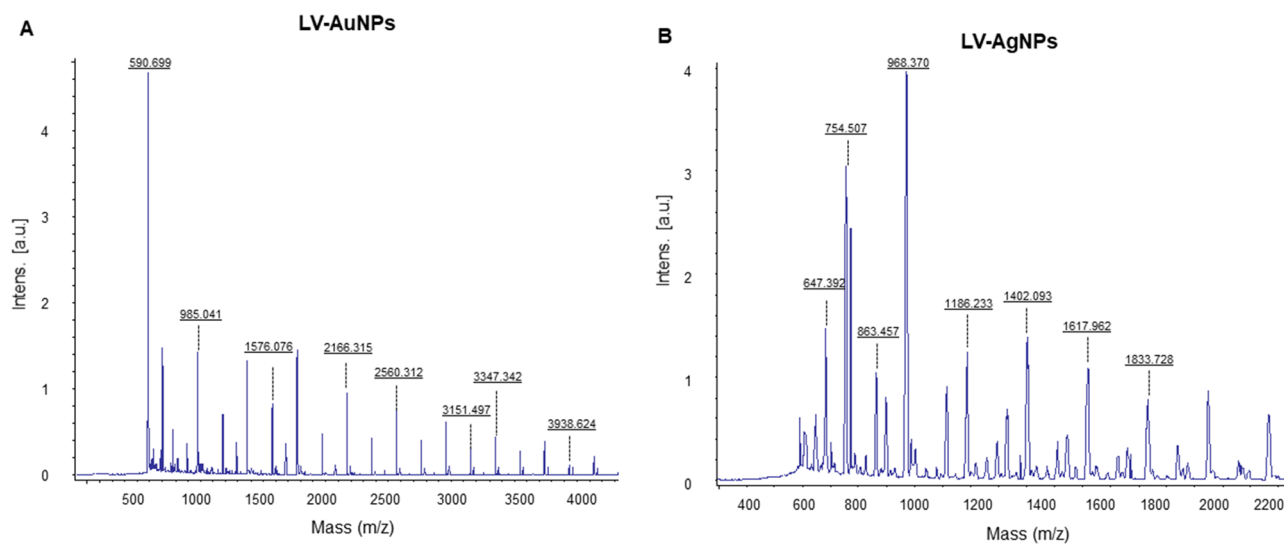 A
LV-AuNPs
590.699
985.041
1576.076
2166.315
2560.312
3151.497
3347.342
3938.624
4
3
2
1
0
Intens. [a.u.]
500 1000 1500 2000 2500 3000 3500 4000
Mass (m/z)
B
LV-AgNPs
968.370
754.507
647.392
863.457
1186.233
1402.093
1617.962
1833.728
4
3
2
1
0
Intens. [a.u.]
400 600 800 1000 1200 1400 1600 1800 2000 2200
Mass (m/z)